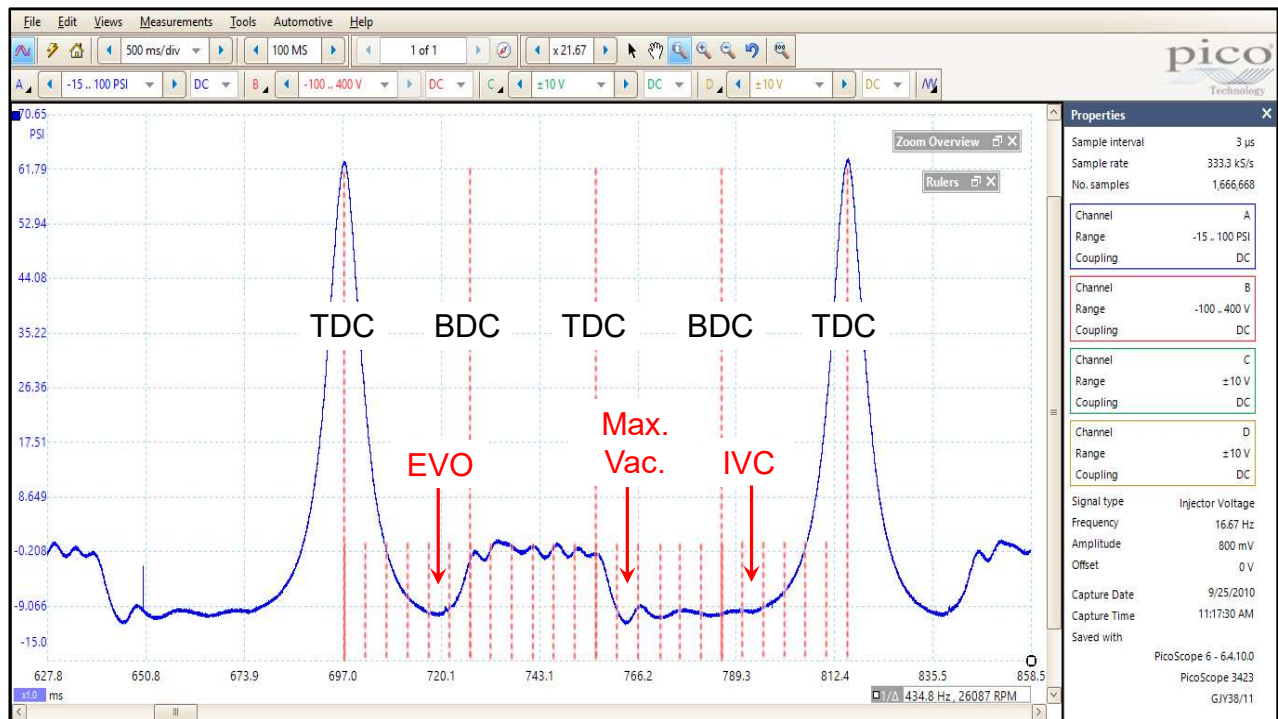 File Edit Views Measurements Tools Automotive Help
500 ms/div 100 MS 1 of 1 x 21.67
A -15 .. 100 PSI DC B -100 .. 400 V DC C ±10 V DC D ±10 V DC
pico
Technology
70.65
PSI
61.79
52.94
44.08
35.22
26.36
17.51
8.649
-0.208
-9.066
-15.0
Zoom Overview
Rulers
TDC BDC TDC BDC TDC
EVO
Max.
Vac.
IVC
627.8 650.8 673.9 697.0 720.1 743.1 766.2 789.3 812.4 835.5 858.5
x1.0 ms
1/Δ 434.8 Hz, 26087 RPM
Properties
Sample interval 3 µs
Sample rate 333.3 kS/s
No. samples 1,666,668
Channel A
Range -15 .. 100 PSI
Coupling DC
Channel B
Range -100 .. 400 V
Coupling DC
Channel C
Range ±10 V
Coupling DC
Channel D
Range ±10 V
Coupling DC
Signal type Injector Voltage
Frequency 16.67 Hz
Amplitude 800 mV
Offset 0 V
Capture Date 9/25/2010
Capture Time 11:17:30 AM
Saved with
PicoScope 6 - 6.4.10.0
PicoScope 3423
GJY38/11